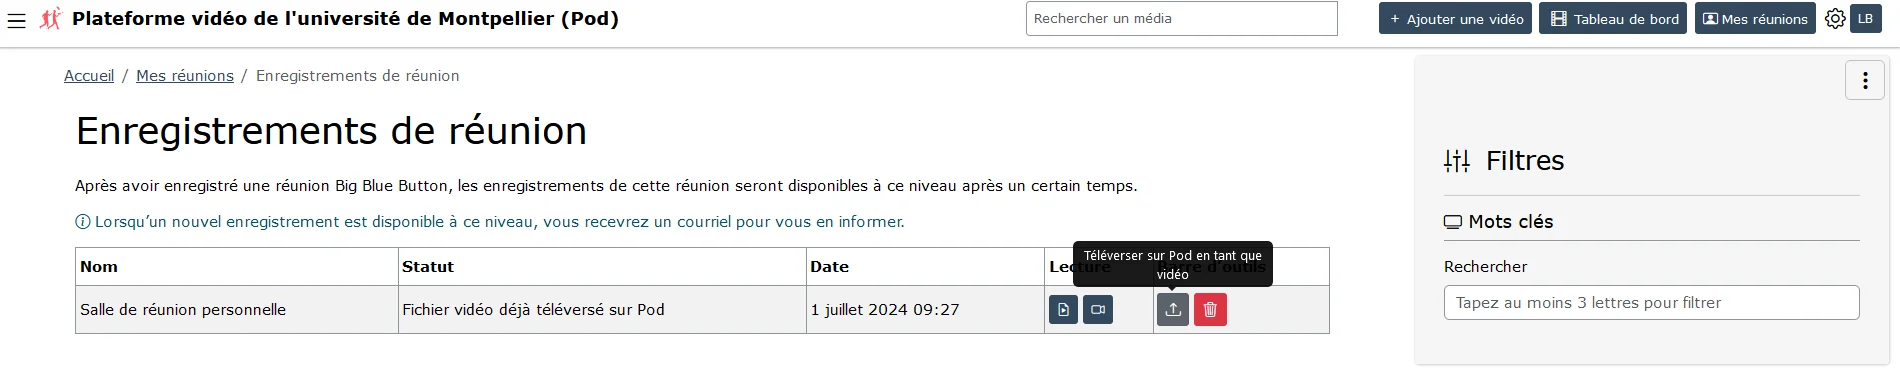 Plateforme vidéo de l'université de Montpellier (Pod)
Rechercher un média
+ Ajouter une vidéo
Tableau de bord
Mes réunions
LB
Accueil / Mes réunions / Enregistrements de réunion
Enregistrements de réunion
Après avoir enregistré une réunion Big Blue Button, les enregistrements de cette réunion seront disponibles à ce niveau après un certain temps.
Lorsqu’un nouvel enregistrement est disponible à ce niveau, vous recevrez un courriel pour vous en informer.
Téléverser sur Pod en tant que
vidéo
Nom Statut Date Lecture Barre d'outils
Salle de réunion personnelle Fichier vidéo déjà téléversé sur Pod 1 juillet 2024 09:27
Filtres
Mots clés
Rechercher
Tapez au moins 3 lettres pour filtrer